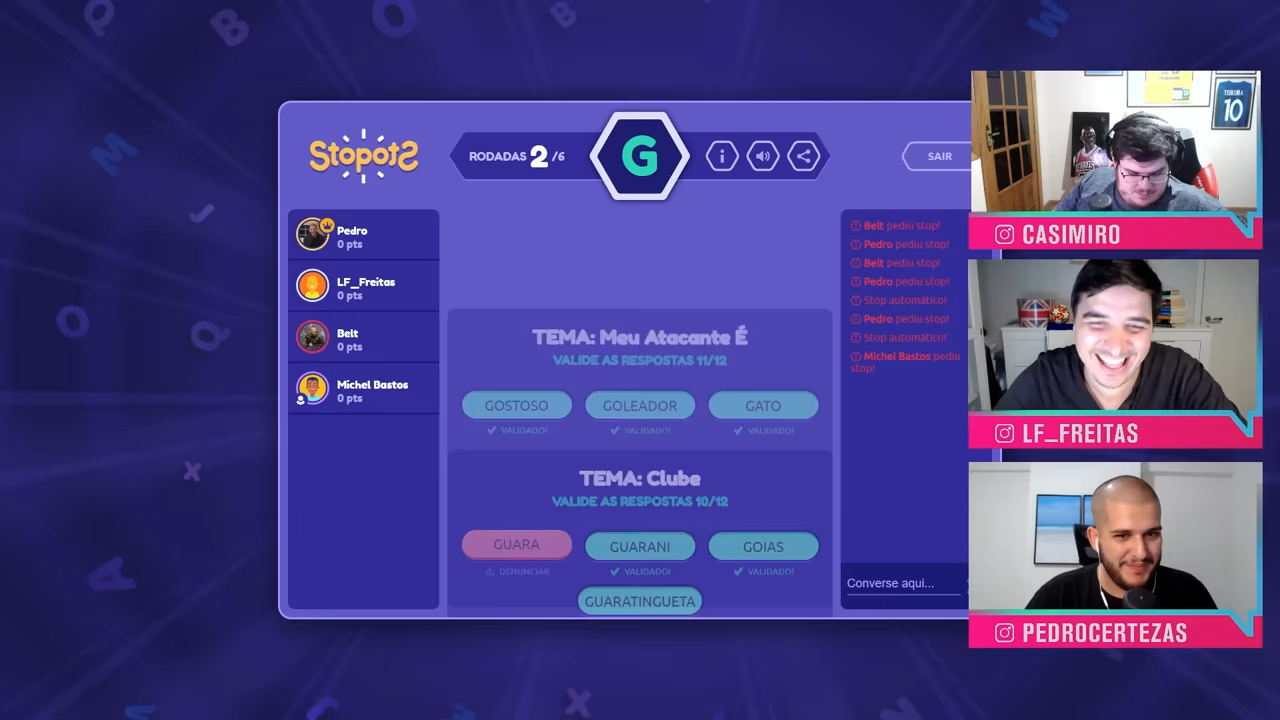 StopotS
RODADAS 2 /6
G
SAIR
Pedro
0 pts
LF_Freitas
0 pts
Belt
0 pts
Michel Bastos
0 pts
TEMA: Meu Atacante É
VALIDE AS RESPOSTAS 11/12
GOSTOSO
GOLEADOR
GATO
VALIDADO!
VALIDADO!
VALIDADO!
TEMA: Clube
VALIDE AS RESPOSTAS 10/12
GUARA
GUARANI
GOIAS
DENUNCIAR
VALIDADO!
VALIDADO!
GUARATINGUETA
Belt pediu stop!
Pedro pediu stop!
Belt pediu stop!
Pedro pediu stop!
Stop automático!
Pedro pediu stop!
Stop automático!
Michel Bastos pediu
stop!
Converse aqui...
TEIXEIRA
10
CASIMIRO
LF_FREITAS
PEDROCERTEZAS